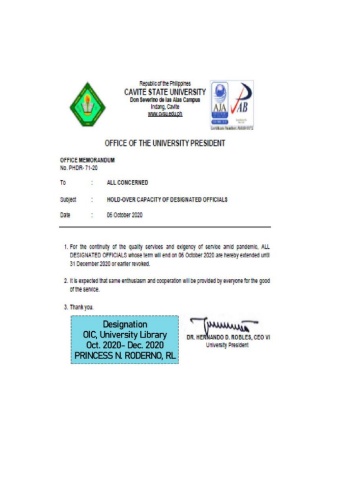 Republic of the Philippines
CAVITE STATE UNIVERSITY
Don Severino de las Alas Campus
Indang, Cavite
www.cvsu.edu.ph
AJA
PAB
OFFICE OF THE UNIVERSITY PRESIDENT
OFFICE MEMORANDUM
No. PHDR- 71-20
To : ALL CONCERNED
Subject : HOLD-OVER CAPACITY OF DESIGNATED OFFICIALS
Date : 05 October 2020
1. For the continuity of the quality services and exigency of service amid pandemic, ALL
DESIGNATED OFFICIALS whose term will end on 06 October 2020 are hereby extended until
31 December 2020 or earlier revoked.
2. It is expected that same enthusiasm and cooperation will be provided by everyone for the good
of the service.
3. Thank you.
Designation
OIC, University Library
Oct. 2020- Dec. 2020
PRINCESS N. RODERNO, RL
DR. HERNANDO D. ROBLES, CEO VI
University President